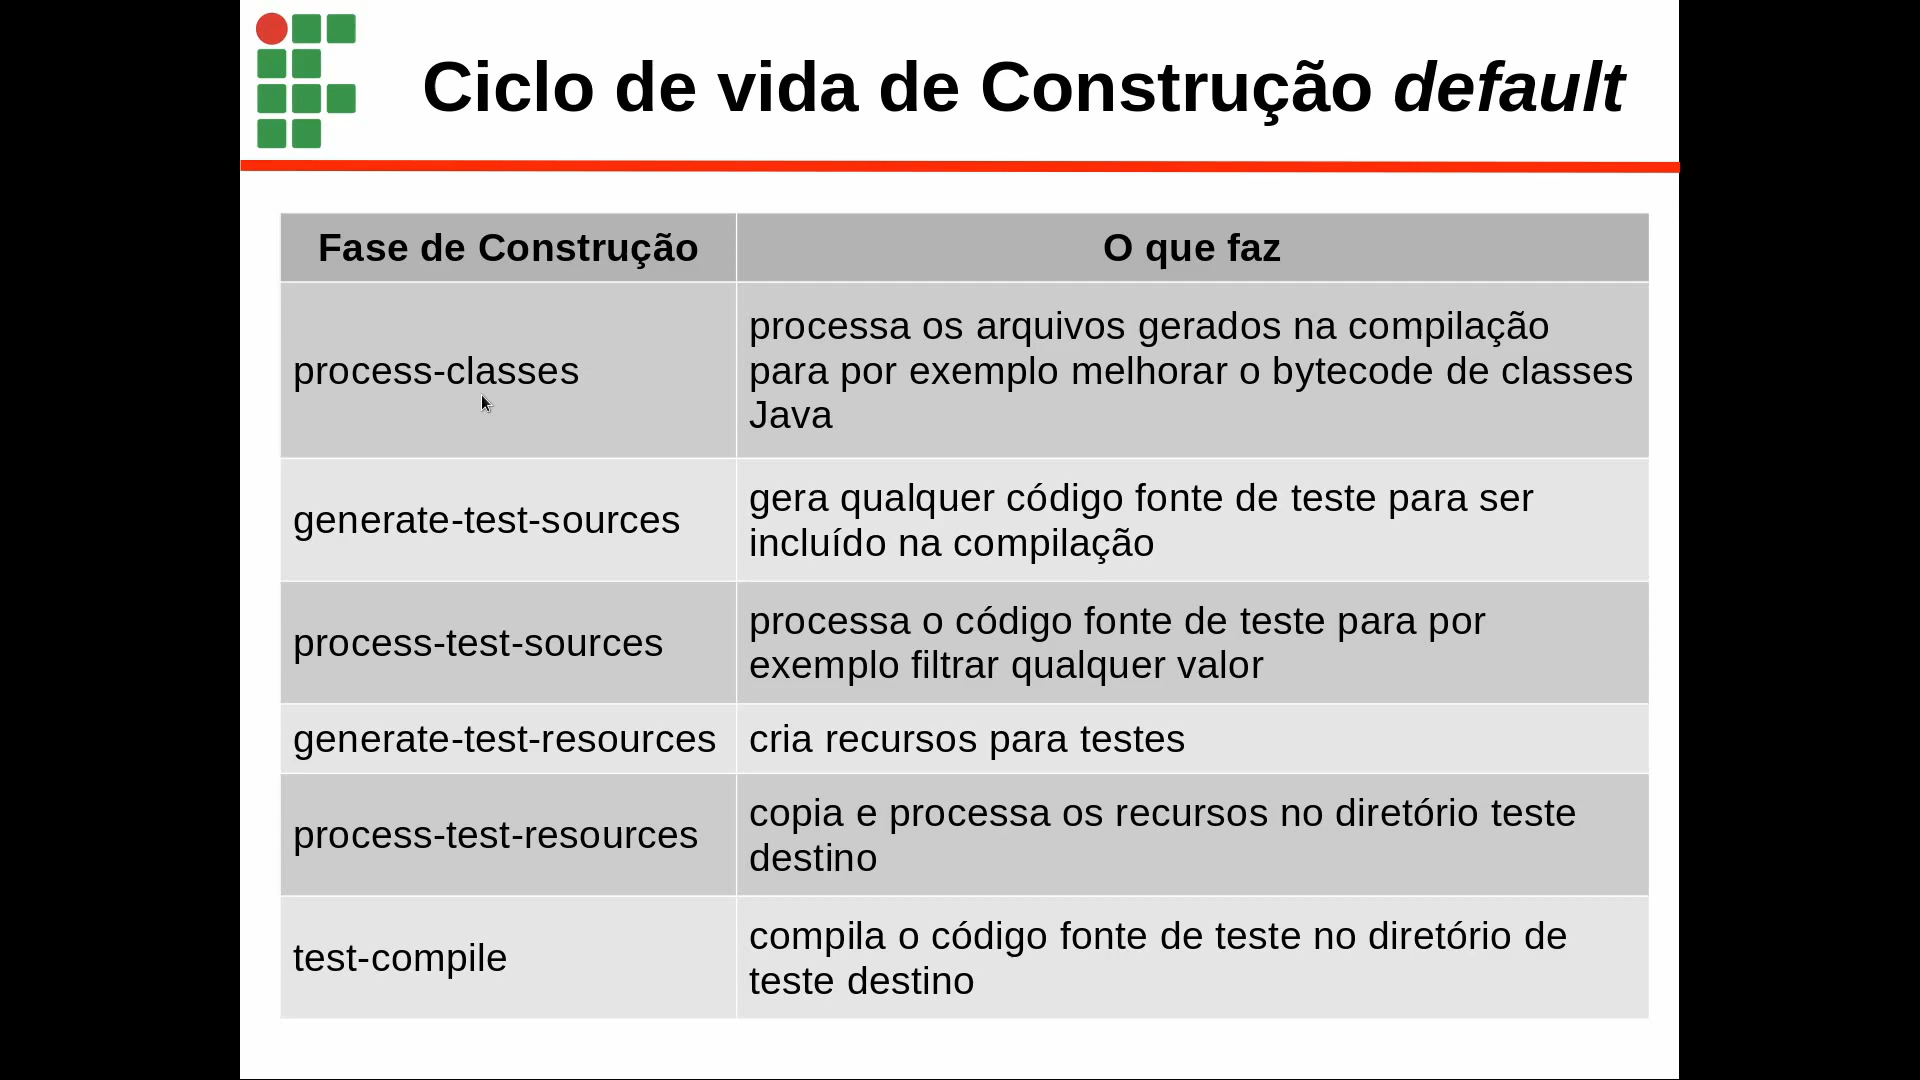 Ciclo de vida de Construção default
Fase de Construção
O que faz
process-classes
processa os arquivos gerados na compilação
para por exemplo melhorar o bytecode de classes
Java
generate-test-sources
gera qualquer código fonte de teste para ser
incluído na compilação
process-test-sources
processa o código fonte de teste para por
exemplo filtrar qualquer valor
generate-test-resources
cria recursos para testes
process-test-resources
copia e processa os recursos no diretório teste
destino
test-compile
compila o código fonte de teste no diretório de
teste destino